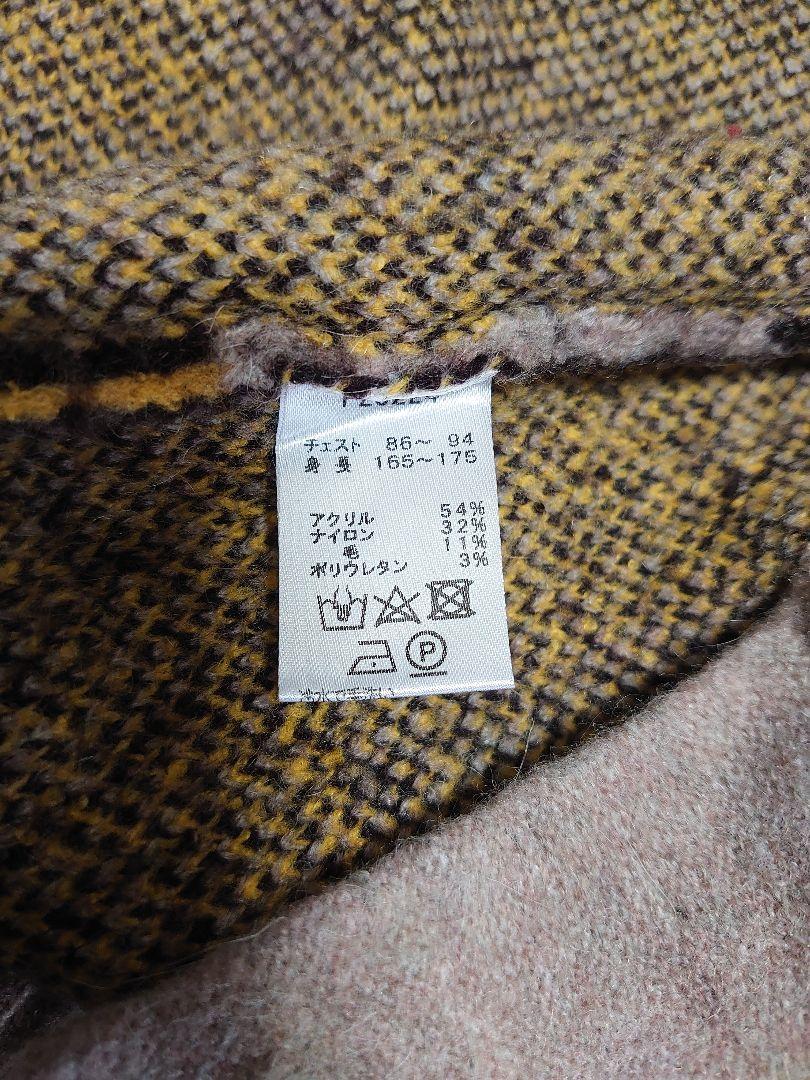 チェスト 86～ 94
身 長 165～175
アクリル 54%
ナイロン 32%
毛 11%
ポリウレタン 3%
P